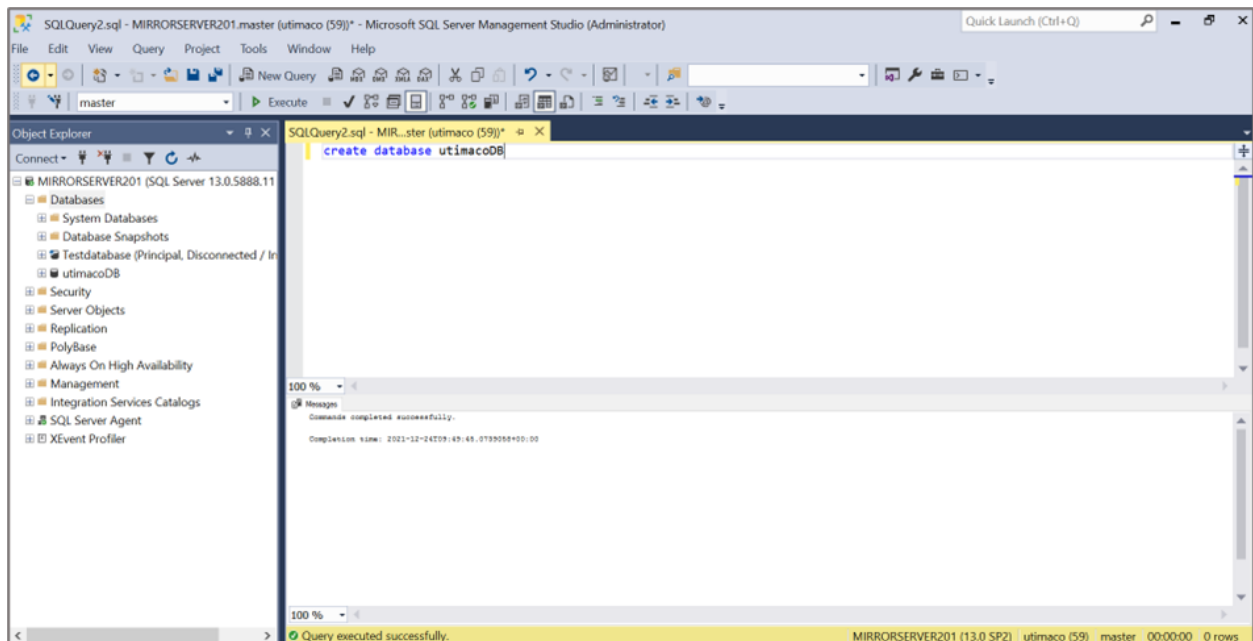 SQLQuery2.sql - MIRRORSERVER201.master (utimaco (59))* - Microsoft SQL Server Management Studio (Administrator)
Quick Launch (Ctrl+Q)
File Edit View Query Project Tools Window Help
New Query
master
Execute
Object Explorer
SQLQuery2.sql - MIR...ster (utimaco (59))*
Connect
create database utimacoDB
MIRRORSERVER201 (SQL Server 13.0.5888.11
Databases
System Databases
Database Snapshots
Testdatabase (Principal, Disconnected / In
utimacoDB
Security
Server Objects
Replication
PolyBase
Always On High Availability
Management
Integration Services Catalogs
SQL Server Agent
XEvent Profiler
100 %
Messages
Commands completed successfully.
Completion time: 2021-12-24T09:49:45.0739058+00:00
100 %
Query executed successfully.
MIRRORSERVER201 (13.0 SP2) utimaco (59) master 00:00:00 0 rows